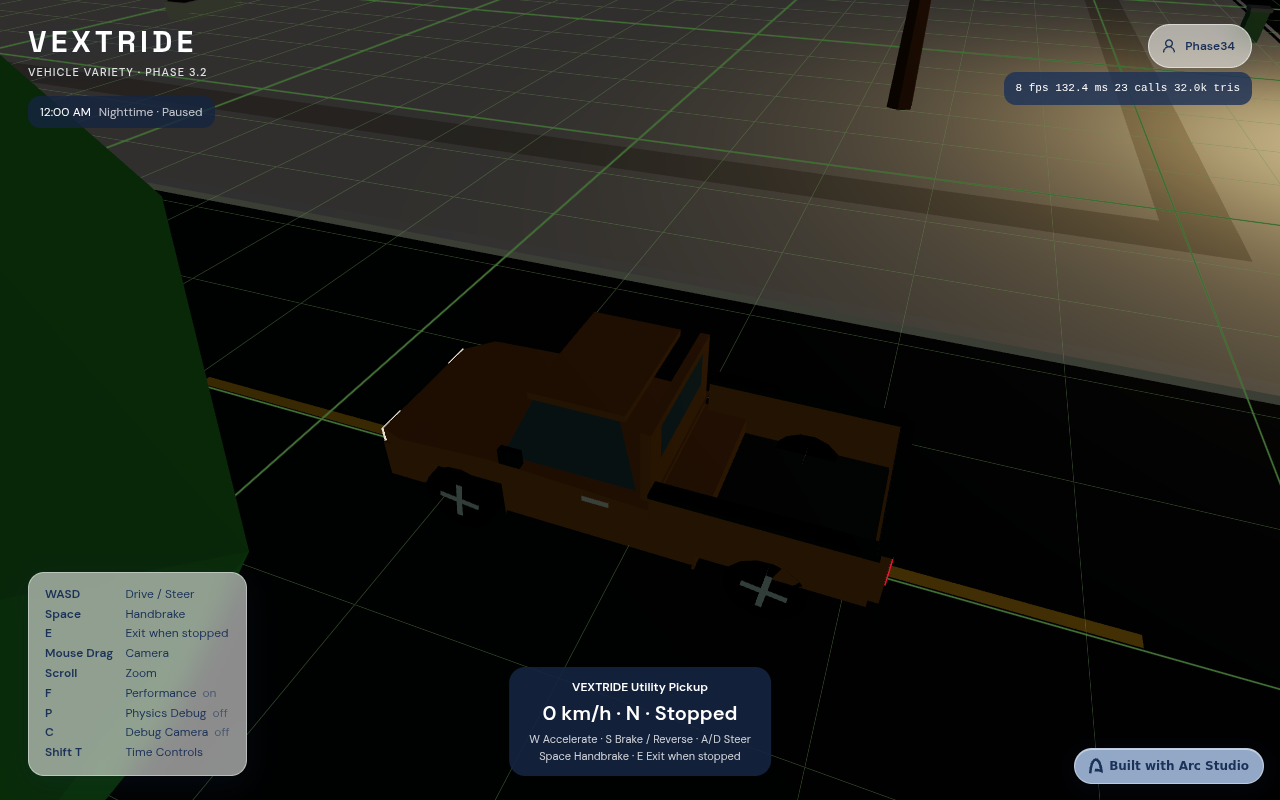 VEXTRIDE
VEHICLE VARIETY · PHASE 3.2
12:00 AM Nighttime · Paused
Phase34
8 fps 132.4 ms 23 calls 32.0k tris
WASD Drive / Steer
Space Handbrake
E Exit when stopped
Mouse Drag Camera
Scroll Zoom
F Performance on
P Physics Debug off
C Debug Camera off
Shift T Time Controls
VEXTRIDE Utility Pickup
0 km/h · N · Stopped
W Accelerate · S Brake / Reverse · A/D Steer
Space Handbrake · E Exit when stopped
Built with Arc Studio